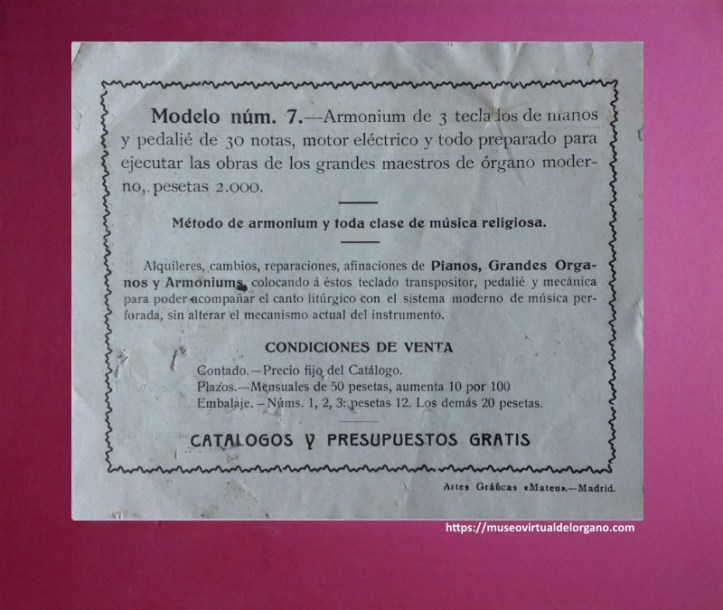 Modelo núm. 7.—Armonium de 3 teclados de manos
y pedalié de 30 notas, motor eléctrico y todo preparado para
ejecutar las obras de los grandes maestros de órgano moder-
no, pesetas 2.000.
Método de armonium y toda clase de música religiosa.
Alquileres, cambios, reparaciones, afinaciones de Pianos, Grandes Orga-
nos y Armoniums, colocando á éstos teclado transpositor, pedalié y mecánica
para poder acompañar el canto litúrgico con el sistema moderno de música per-
forada, sin alterar el mecanismo actual del instrumento.
CONDICIONES DE VENTA
Contado.—Precio fijo del Catálogo.
Plazos.—Mensuales de 50 pesetas, aumenta 10 por 100
Embalaje.—Núms. 1, 2, 3: pesetas 12. Los demás 20 pesetas.
CATALOGOS Y PRESUPUESTOS GRATIS
Artes Gráficas «Mateu».—Madrid.
https://museovirtualdelorgano.com